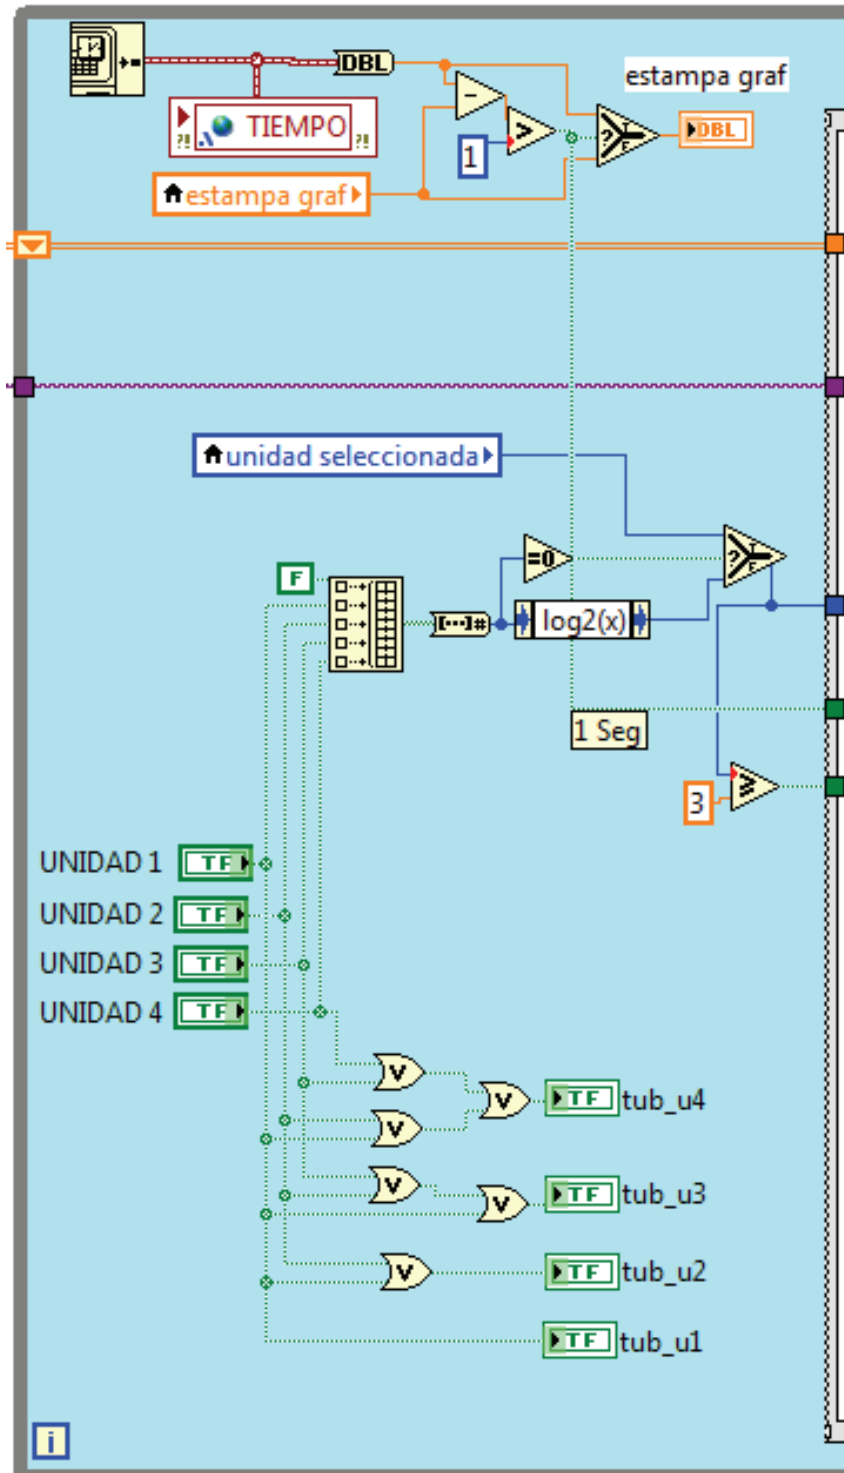 DBL
estampa graf
TIEMPO
?!
?!
-
>
?
T
F
DBL
1
estampa graf
unidad seleccionada
F
=0
?
T
F
[...]#
log2(x)
1 Seg
≥
3
UNIDAD 1 TF
UNIDAD 2 TF
UNIDAD 3 TF
UNIDAD 4 TF
V
V
V
TF tub_u4
V
V
TF tub_u3
V
TF tub_u2
TF tub_u1
i